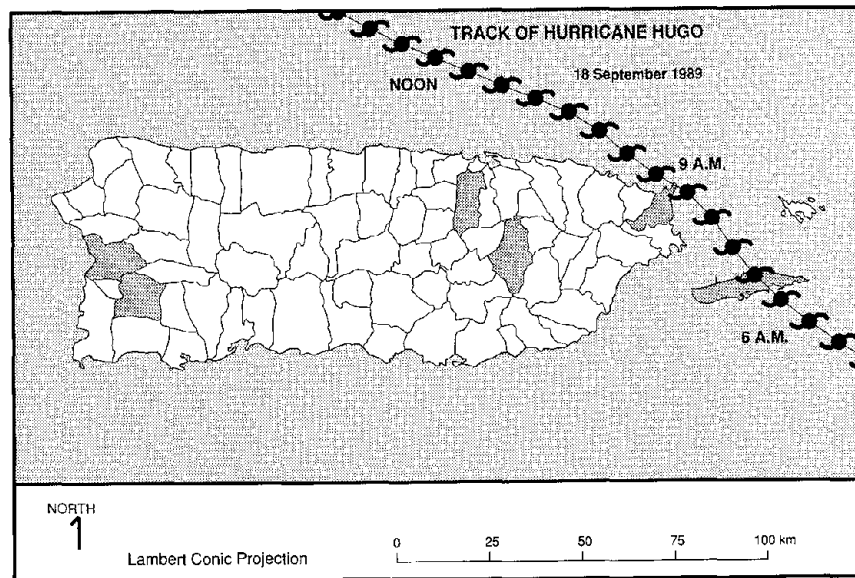 TRACK OF HURRICANE HUGO
18 September 1989
NOON
9 A.M.
6 A.M.
NORTH
1
Lambert Conic Projection
0 25 50 75 100 km